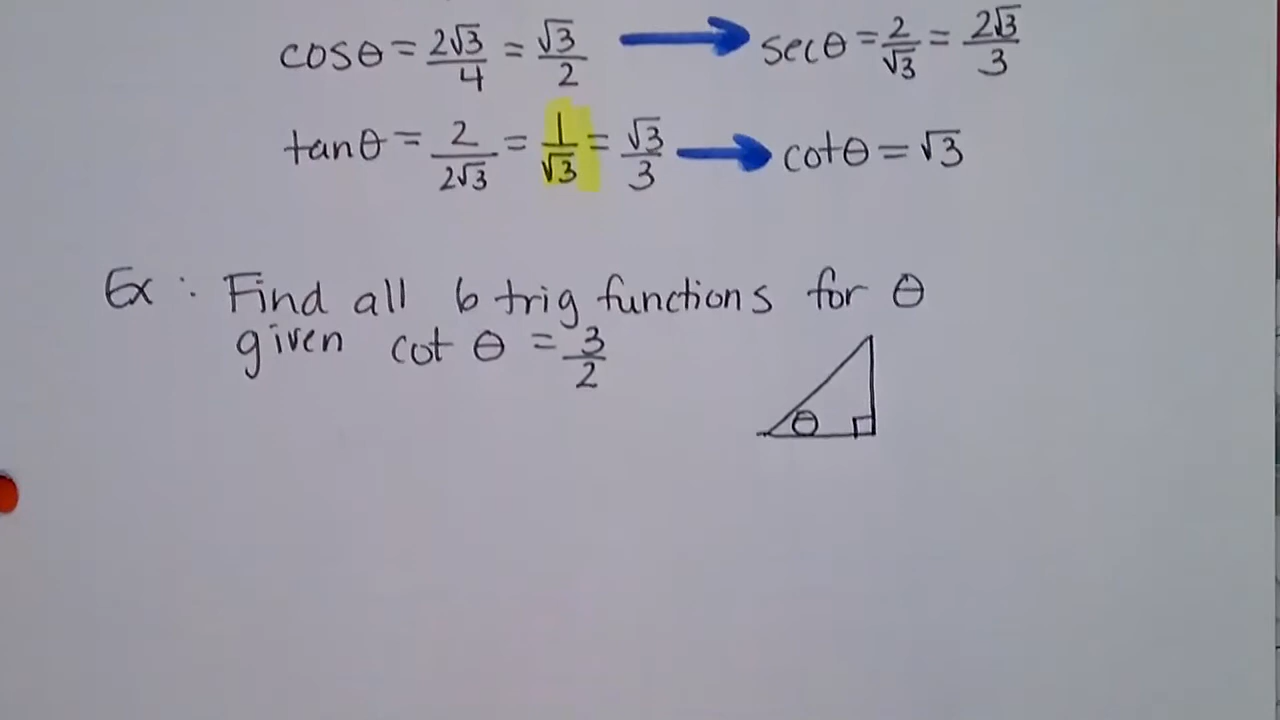 cosθ = 2√3/4 = √3/2 → secθ = 2/√3 = 2√3/3
tanθ = 2/2√3 = 1/√3 = √3/3 → cotθ = √3
Ex: Find all 6 trig functions for θ
given cot θ = 3/2
θ